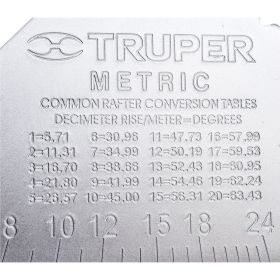 TRUPER
METRIC
COMMON RAFTER CONVERSION TABLES
DECIMETER RISE/METER=DEGREES
1=5,71 6=30,96 11=47,73 16=57,99
2=11,31 7=34,99 12=50,19 17=59,53
3=16,70 8=38,66 13=52,43 18=60,95
4=21,80 9=41,99 14=54,46 19=62,24
5=26,57 10=45,00 15=56,31 20=63,43
8 10 12 15 18 24